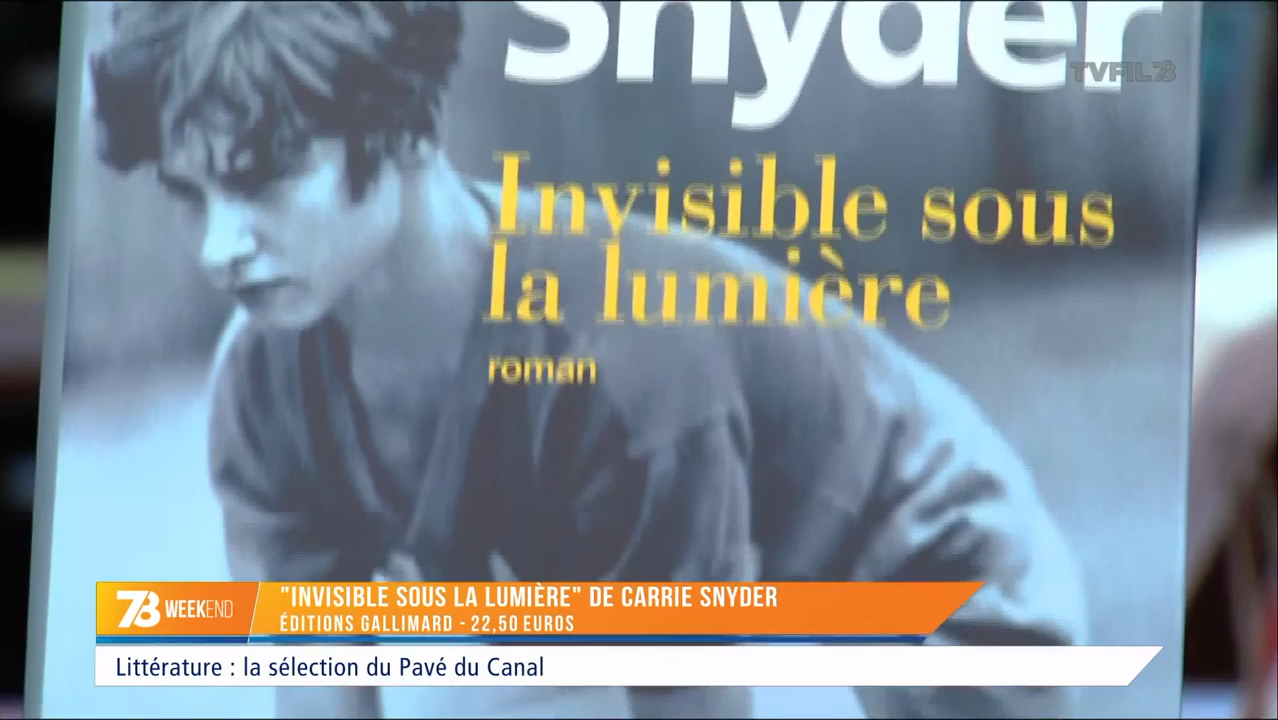 Snyder
TVFIL78
Invisible sous
la lumière
roman
78 WEEKEND
"INVISIBLE SOUS LA LUMIÈRE" DE CARRIE SNYDER
ÉDITIONS GALLIMARD - 22,50 EUROS
Littérature : la sélection du Pavé du Canal